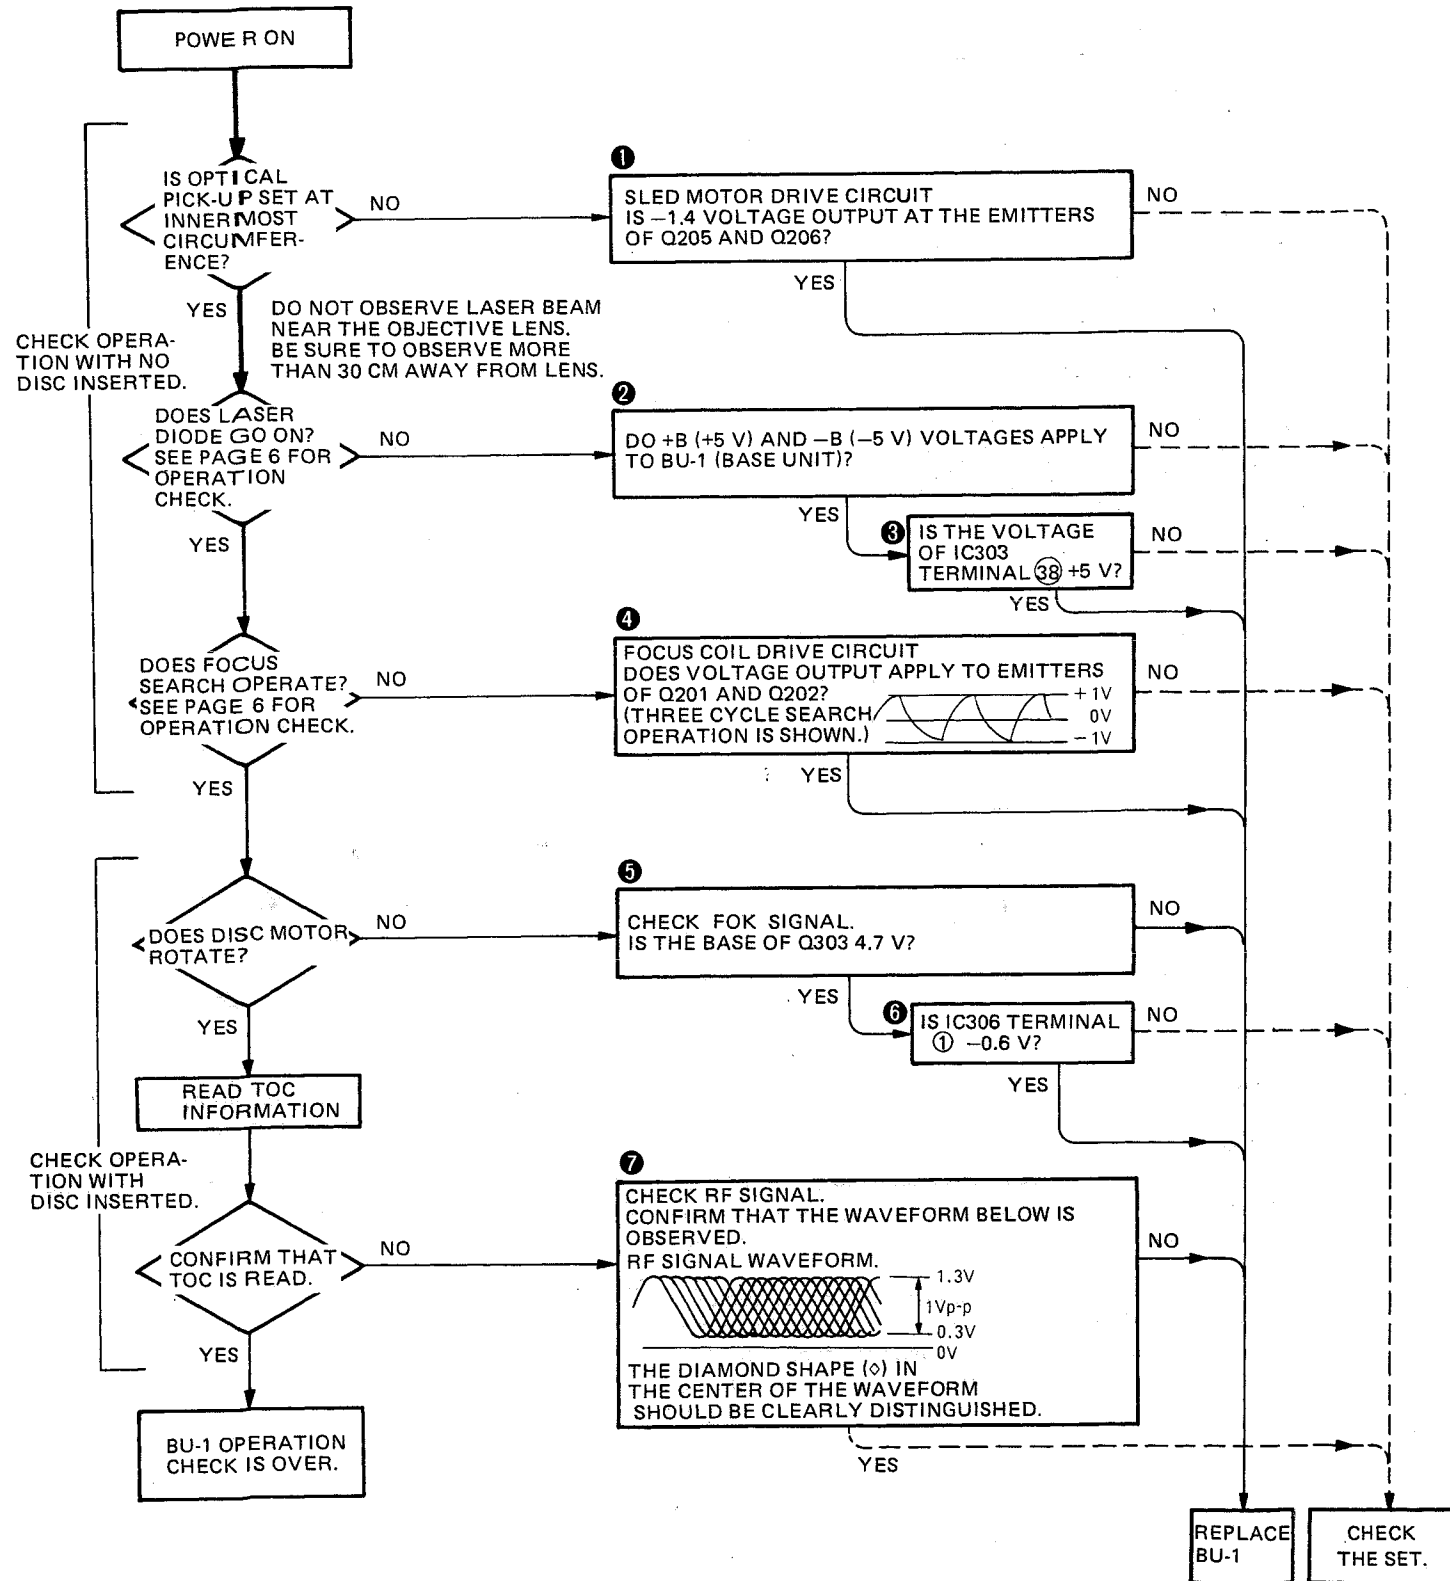 POWER ON
IS OPTICAL
PICK-UP SET AT
INNERMOST
CIRCUMFER-
ENCE?
NO
❶
SLED MOTOR DRIVE CIRCUIT
IS −1.4 VOLTAGE OUTPUT AT THE EMITTERS
OF Q205 AND Q206?
NO
YES
YES
DO NOT OBSERVE LASER BEAM
NEAR THE OBJECTIVE LENS.
BE SURE TO OBSERVE MORE
THAN 30 CM AWAY FROM LENS.
CHECK OPERA-
TION WITH NO
DISC INSERTED.
DOES LASER
DIODE GO ON?
SEE PAGE 6 FOR
OPERATION
CHECK.
NO
❷
DO +B (+5 V) AND −B (−5 V) VOLTAGES APPLY
TO BU-1 (BASE UNIT)?
NO
YES
❸
IS THE VOLTAGE
OF IC303
TERMINAL ㊳ +5 V?
NO
YES
YES
DOES FOCUS
SEARCH OPERATE?
SEE PAGE 6 FOR
OPERATION CHECK.
NO
❹
FOCUS COIL DRIVE CIRCUIT
DOES VOLTAGE OUTPUT APPLY TO EMITTERS
OF Q201 AND Q202?
(THREE CYCLE SEARCH
OPERATION IS SHOWN.)
+1V
0V
−1V
NO
YES
YES
DOES DISC MOTOR
ROTATE?
NO
❺
CHECK FOK SIGNAL.
IS THE BASE OF Q303 4.7 V?
NO
YES
❻
IS IC306 TERMINAL
① −0.6 V?
NO
YES
YES
READ TOC
INFORMATION
CHECK OPERA-
TION WITH
DISC INSERTED.
CONFIRM THAT
TOC IS READ.
NO
❼
CHECK RF SIGNAL.
CONFIRM THAT THE WAVEFORM BELOW IS
OBSERVED.
RF SIGNAL WAVEFORM.
1.3V
1Vp-p
0.3V
0V
THE DIAMOND SHAPE (◇) IN
THE CENTER OF THE WAVEFORM
SHOULD BE CLEARLY DISTINGUISHED.
NO
YES
YES
BU-1 OPERATION
CHECK IS OVER.
REPLACE
BU-1
CHECK
THE SET.